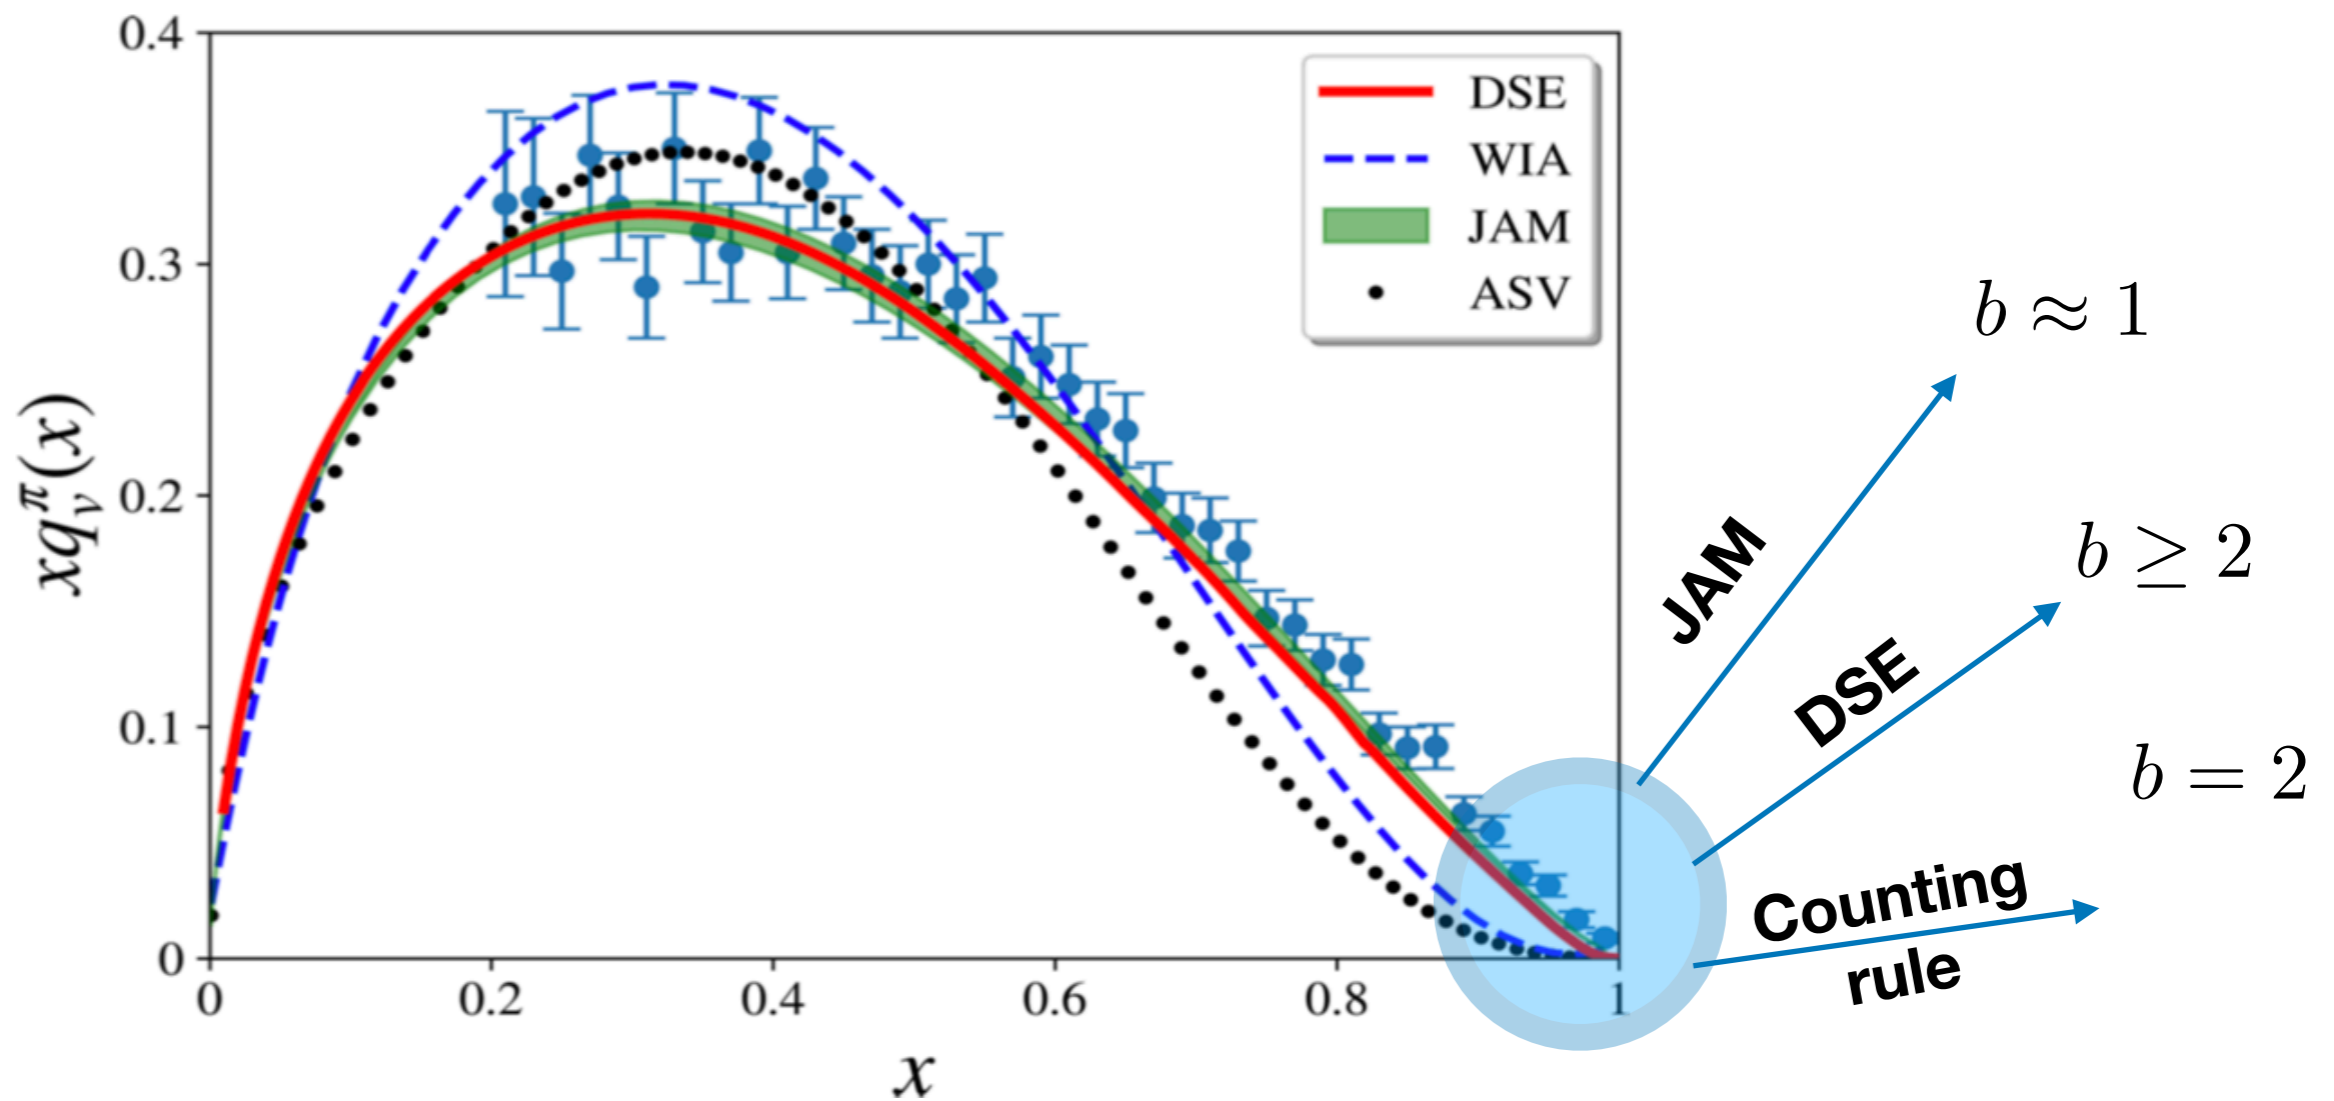 0.4
0.3
0.2
0.1
0
0
0.2
0.4
0.6
0.8
1
xq_v^π(x)
x
DSE
WIA
JAM
ASV
b ≈ 1
JAM
b ≥ 2
DSE
b = 2
Counting
rule